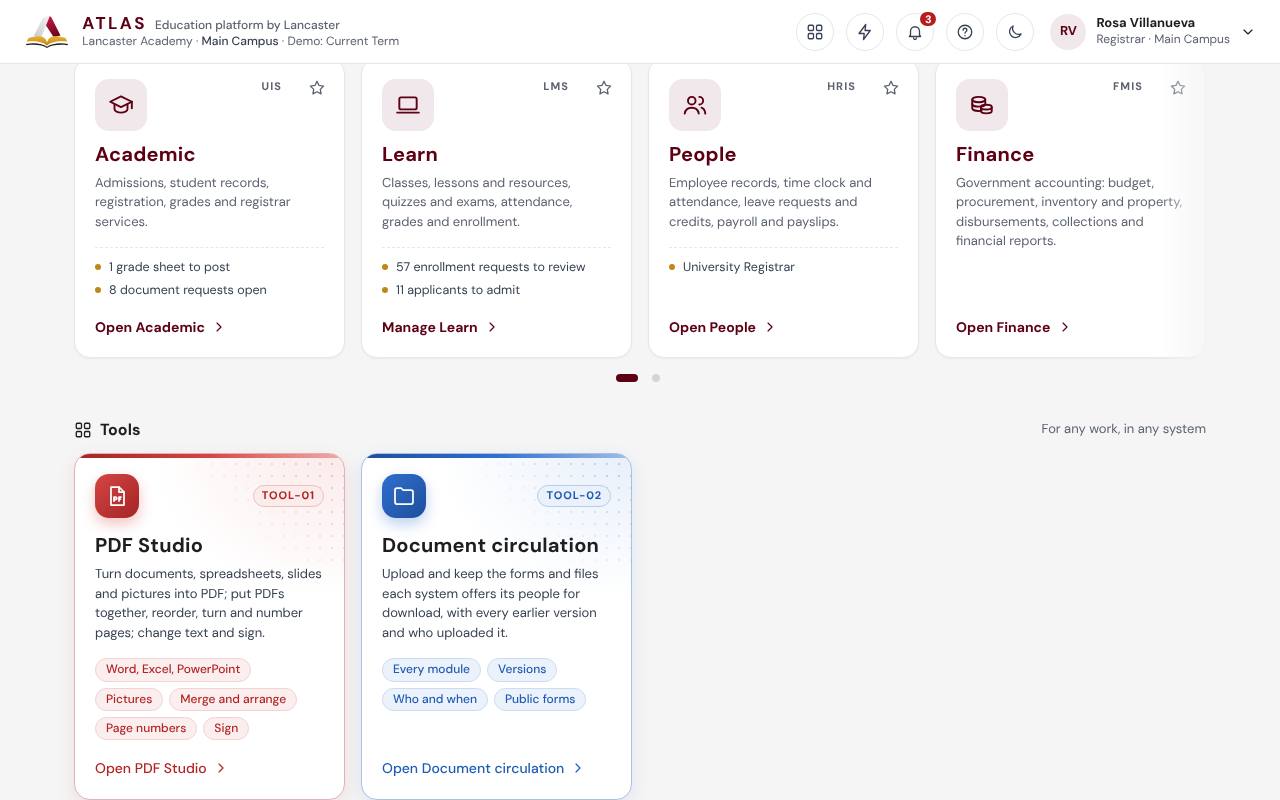 ATLAS Education platform by Lancaster
Lancaster Academy · Main Campus · Demo: Current Term
3
RV
Rosa Villanueva
Registrar · Main Campus
UIS
Academic
Admissions, student records,
registration, grades and registrar
services.
1 grade sheet to post
8 document requests open
Open Academic
LMS
Learn
Classes, lessons and resources,
quizzes and exams, attendance,
grades and enrollment.
57 enrollment requests to review
11 applicants to admit
Manage Learn
HRIS
People
Employee records, time clock and
attendance, leave requests and
credits, payroll and payslips.
University Registrar
Open People
FMIS
Finance
Government accounting: budget,
procurement, inventory and property,
disbursements, collections and
financial reports.
Open Finance
Tools
For any work, in any system
TOOL-01
PDF Studio
Turn documents, spreadsheets, slides
and pictures into PDF; put PDFs
together, reorder, turn and number
pages; change text and sign.
Word, Excel, PowerPoint
Pictures
Merge and arrange
Page numbers
Sign
Open PDF Studio
TOOL-02
Document circulation
Upload and keep the forms and files
each system offers its people for
download, with every earlier version
and who uploaded it.
Every module
Versions
Who and when
Public forms
Open Document circulation